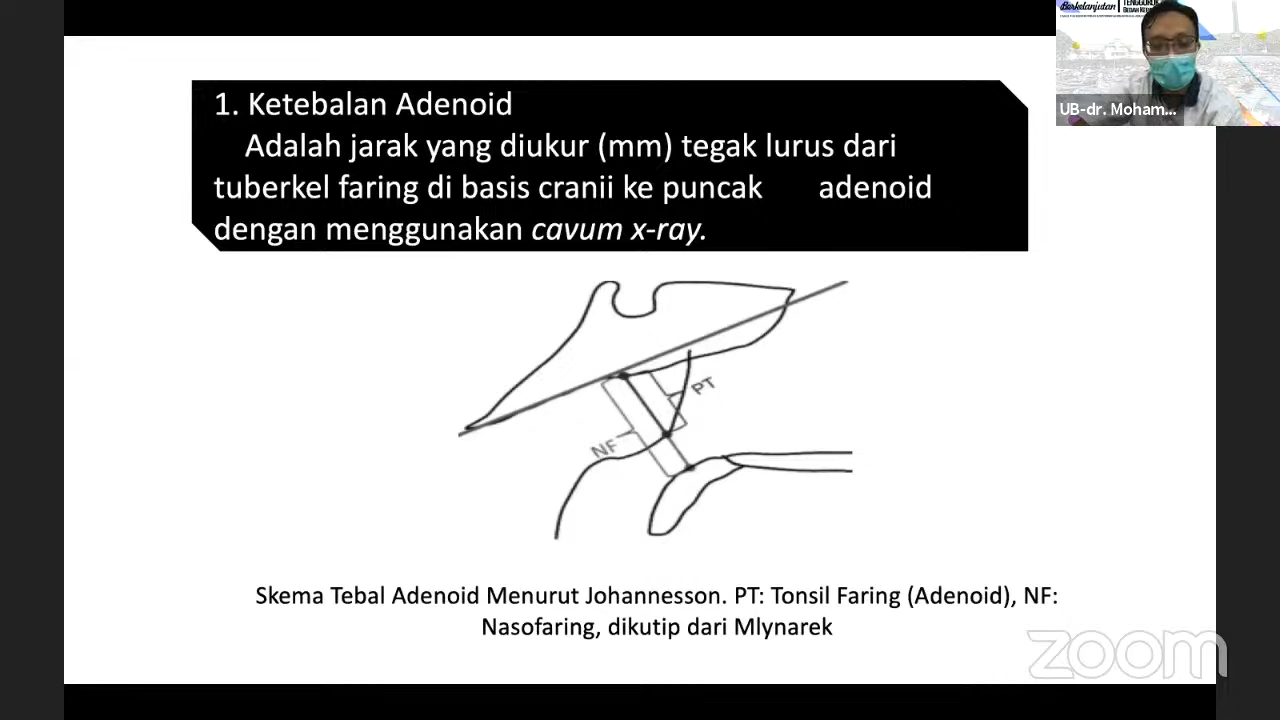 Berkelanjutan
TENGGOROK
UB-dr. Moham...
1. Ketebalan Adenoid
Adalah jarak yang diukur (mm) tegak lurus dari
tuberkel faring di basis cranii ke puncak adenoid
dengan menggunakan cavum x-ray.
PT
NF
Skema Tebal Adenoid Menurut Johannesson. PT: Tonsil Faring (Adenoid), NF:
Nasofaring, dikutip dari Mlynarek
zoom